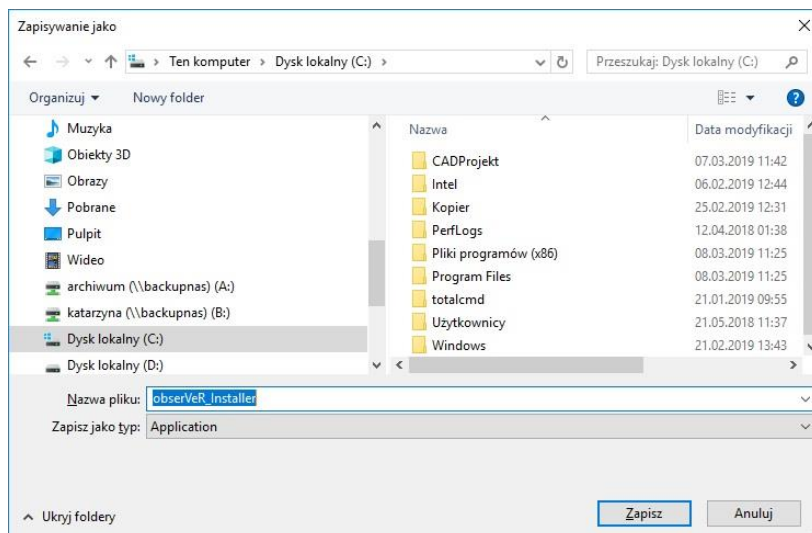 Zapisywanie jako
Ten komputer > Dysk lokalny (C:) >
Przeszukaj: Dysk lokalny (C:)
Organizuj
Nowy folder
Muzyka
Obiekty 3D
Obrazy
Pobrane
Pulpit
Wideo
archiwum (\\backupnas) (A:)
katarzyna (\\backupnas) (B:)
Dysk lokalny (C:)
Dysk lokalny (D:)
Nazwa Data modyfikacji
CADProjekt 07.03.2019 11:42
Intel 06.02.2019 12:44
Kopier 25.02.2019 12:31
PerfLogs 12.04.2018 01:38
Pliki programów (x86) 08.03.2019 11:25
Program Files 08.03.2019 11:25
totalcmd 21.01.2019 09:55
Użytkownicy 21.05.2018 11:37
Windows 21.02.2019 13:43
Nazwa pliku: obserVeR_Installer
Zapisz jako typ: Application
Ukryj foldery
Zapisz
Anuluj